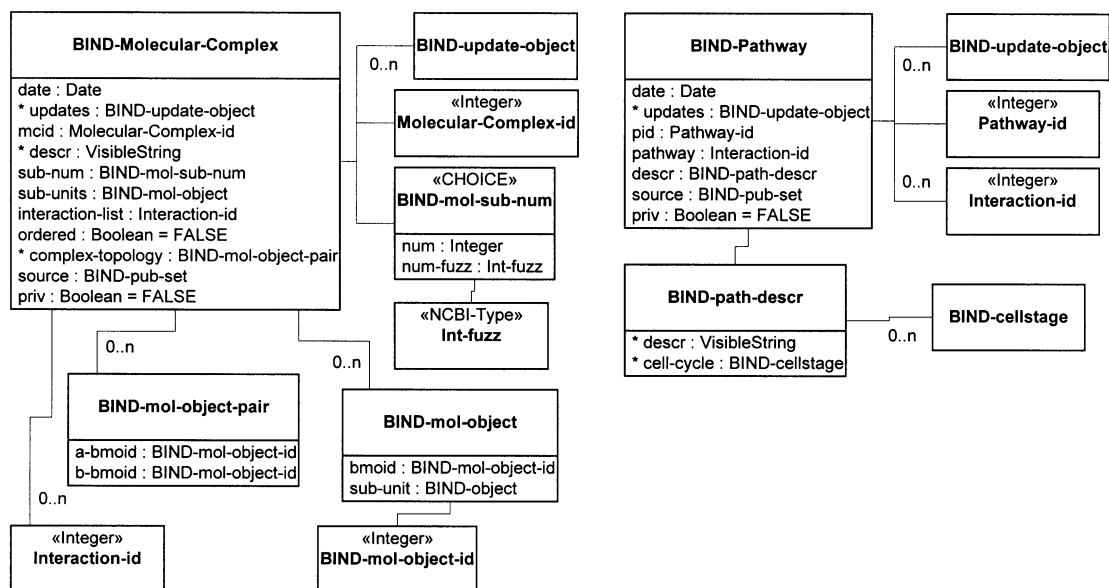 BIND-Molecular-Complex
date : Date
* updates : BIND-update-object
mcid : Molecular-Complex-id
* descr : VisibleString
sub-num : BIND-mol-sub-num
sub-units : BIND-mol-object
interaction-list : Interaction-id
ordered : Boolean = FALSE
* complex-topology : BIND-mol-object-pair
source : BIND-pub-set
priv : Boolean = FALSE
0..n
BIND-update-object
«Integer»
Molecular-Complex-id
«CHOICE»
BIND-mol-sub-num
num : Integer
num-fuzz : Int-fuzz
«NCBI-Type»
Int-fuzz
0..n
BIND-mol-object-pair
a-bmoid : BIND-mol-object-id
b-bmoid : BIND-mol-object-id
0..n
BIND-mol-object
bmoid : BIND-mol-object-id
sub-unit : BIND-object
0..n
«Integer»
Interaction-id
«Integer»
BIND-mol-object-id
BIND-Pathway
date : Date
* updates : BIND-update-object
pid : Pathway-id
pathway : Interaction-id
descr : BIND-path-descr
source : BIND-pub-set
priv : Boolean = FALSE
0..n
BIND-update-object
«Integer»
Pathway-id
0..n
«Integer»
Interaction-id
BIND-path-descr
* descr : VisibleString
* cell-cycle : BIND-cellstage
0..n
BIND-cellstage